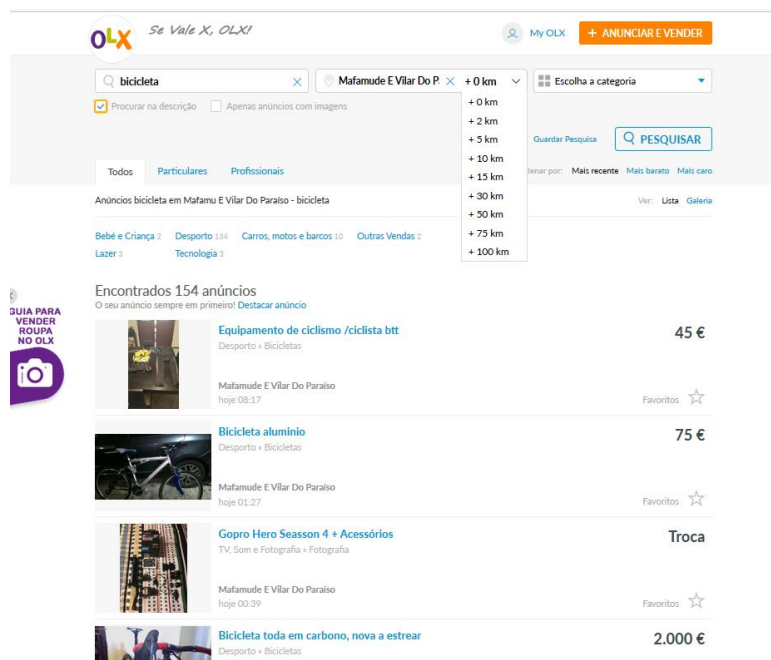 OLX
Se Vale X, OLX!
My OLX
+ ANUNCIAR E VENDER
bicicleta
Mafamude E Vilar Do P
+ 0 km
Escolha a categoria
Procurar na descrição
Apenas anúncios com imagens
+ 0 km
+ 2 km
+ 5 km
+ 10 km
+ 15 km
+ 30 km
+ 50 km
+ 75 km
+ 100 km
Guardar Pesquisa
PESQUISAR
Todos
Particulares
Profissionais
enar por: Mais recente Mais barato Mais caro
Anúncios bicicleta em Mafamu E Vilar Do Paraíso - bicicleta
Ver: Lista Galeria
Bebé e Criança 2 Desporto 134 Carros, motos e barcos 10 Outras Vendas 2
Lazer 3 Tecnologia 3
Encontrados 154 anúncios
O seu anúncio sempre em primeiro! Destacar anúncio
GUIA PARA
VENDER
ROUPA
NO OLX
Equipamento de ciclismo /ciclista btt
45 €
Desporto » Bicicletas
Mafamude E Vilar Do Paraíso
hoje 08:17
Favoritos
Bicicleta aluminio
75 €
Desporto » Bicicletas
Mafamude E Vilar Do Paraíso
hoje 01:27
Favoritos
Gopro Hero Seasson 4 + Acessórios
Troca
TV, Som e Fotografia » Fotografia
Mafamude E Vilar Do Paraíso
hoje 00:39
Favoritos
Bicicleta toda em carbono, nova a estrear
2.000 €
Desporto » Bicicletas